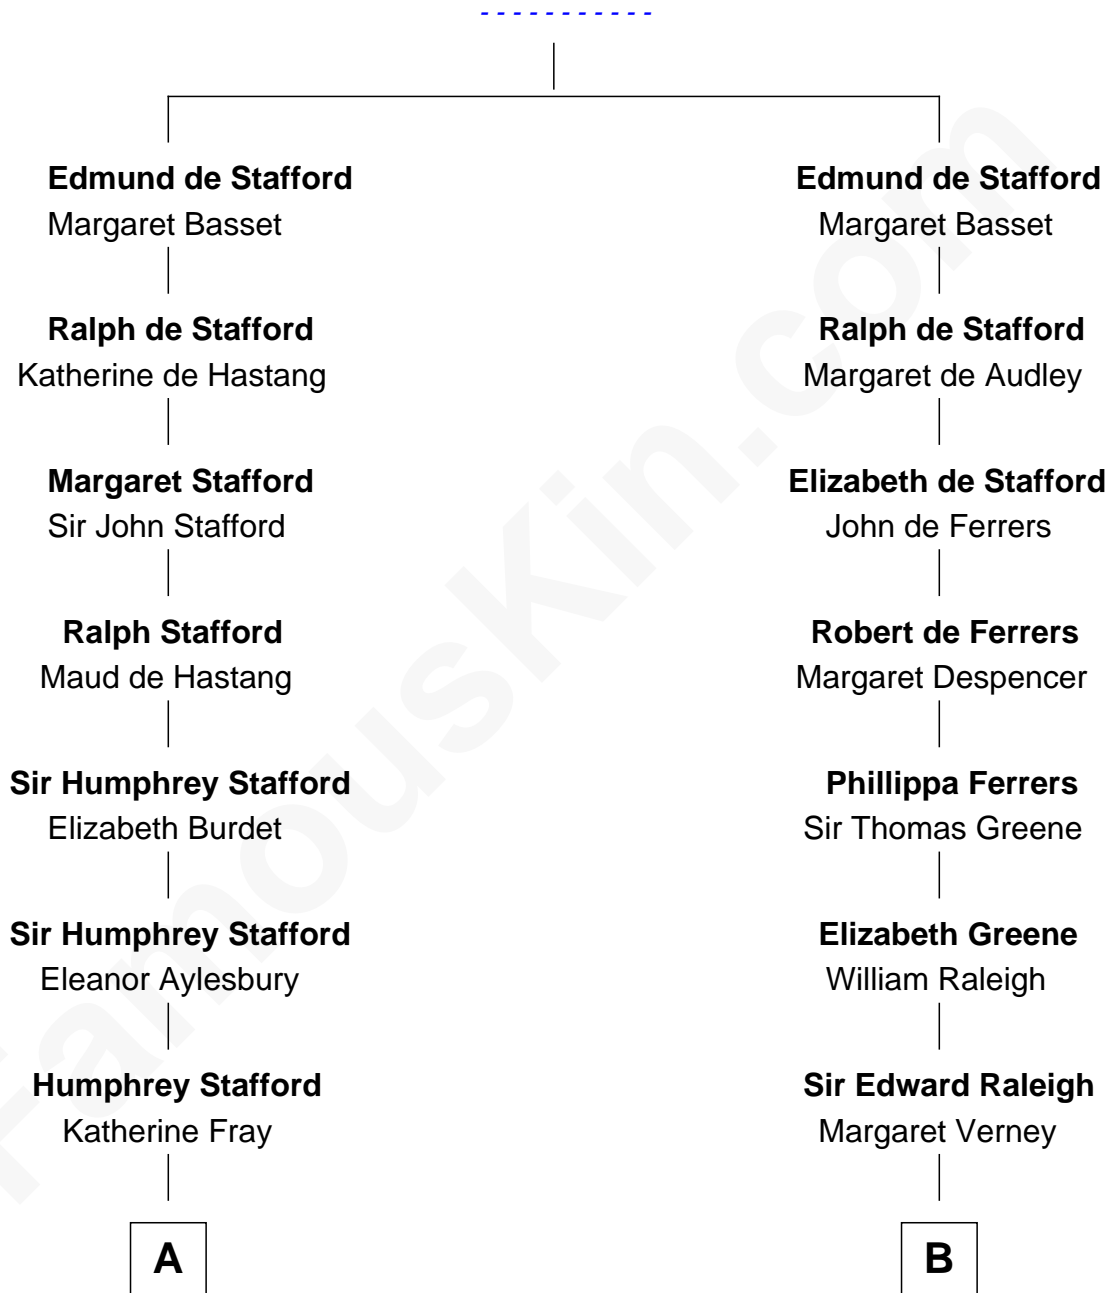 - - - - - - - - - - -
Edmund de Stafford
Margaret Basset
Ralph de Stafford
Katherine de Hastang
Margaret Stafford
Sir John Stafford
Ralph Stafford
Maud de Hastang
Sir Humphrey Stafford
Elizabeth Burdet
Sir Humphrey Stafford
Eleanor Aylesbury
Humphrey Stafford
Katherine Fray
A
Edmund de Stafford
Margaret Basset
Ralph de Stafford
Margaret de Audley
Elizabeth de Stafford
John de Ferrers
Robert de Ferrers
Margaret Despencer
Phillippa Ferrers
Sir Thomas Greene
Elizabeth Greene
William Raleigh
Sir Edward Raleigh
Margaret Verney
B
FamousKin.com